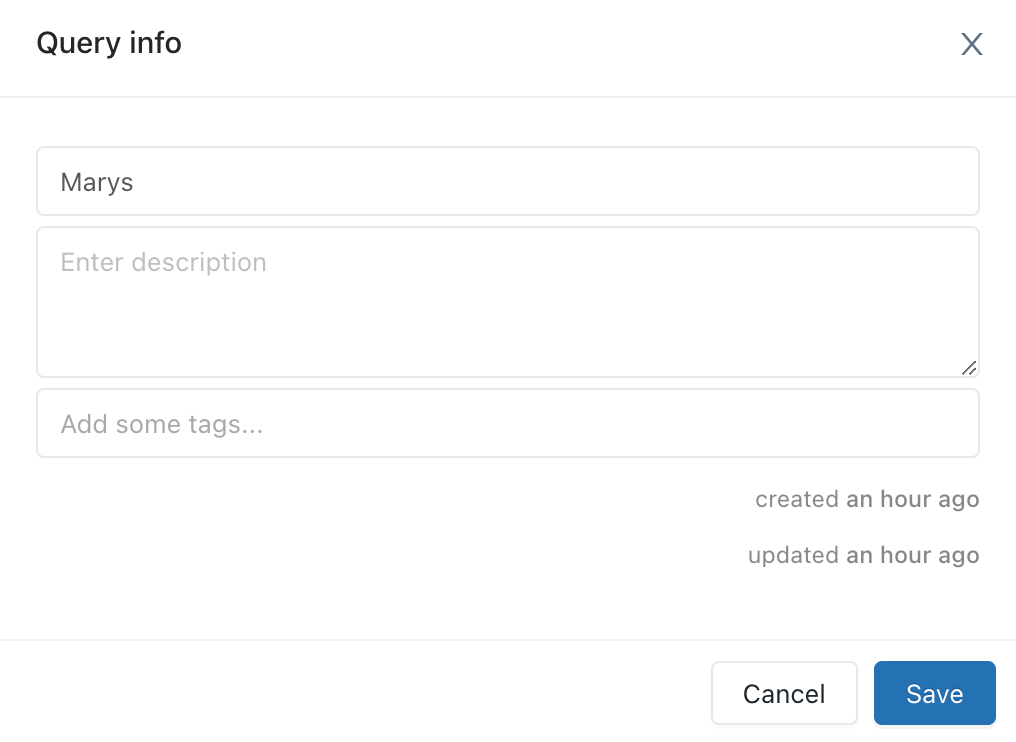 Query info
Marys
Enter description
Add some tags...
created an hour ago
updated an hour ago
Cancel
Save